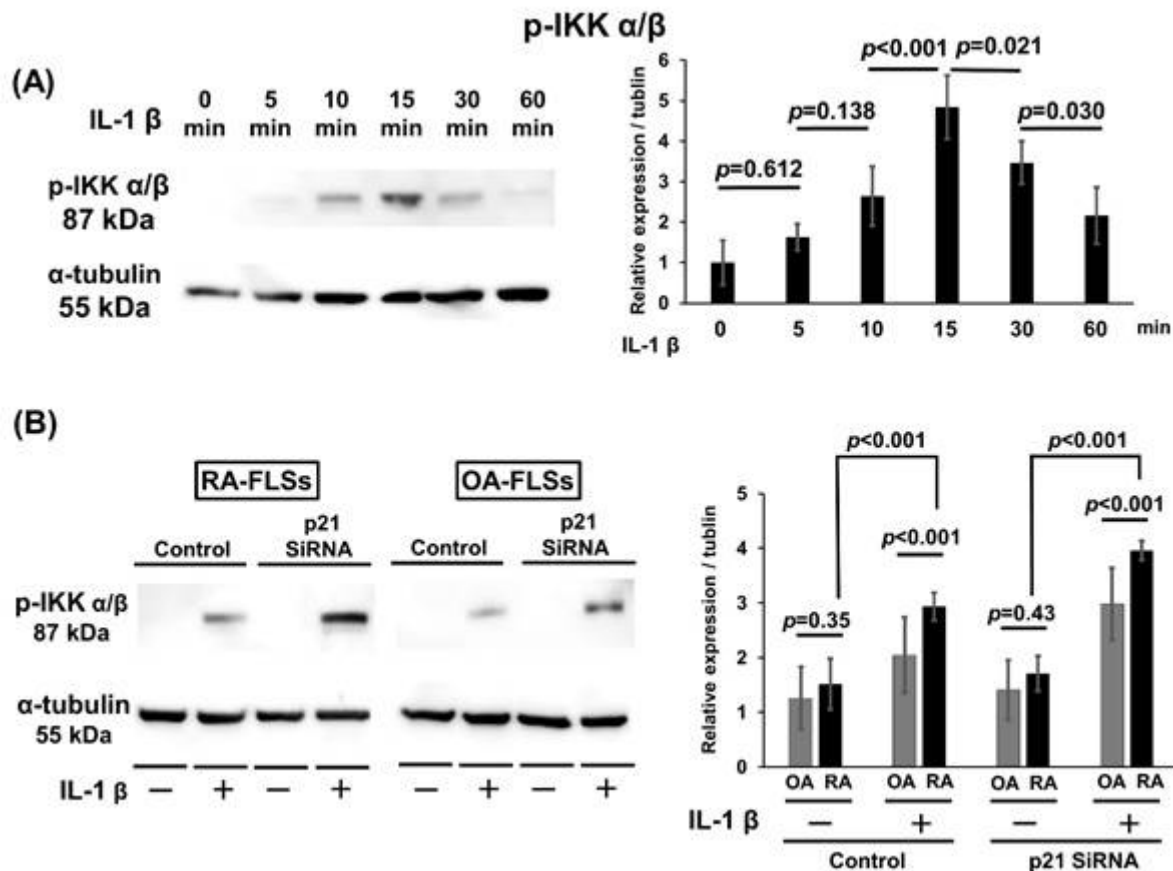 p-IKK α/β
(A)
0 5 10 15 30 60
IL-1 β min min min min min min
p-IKK α/β
87 kDa
α-tubulin
55 kDa
p<0.001 p=0.021
p=0.138
p=0.030
p=0.612
Relative expression / tublin
6
5
4
3
2
1
0
0 5 10 15 30 60 min
IL-1 β
(B)
RA-FLSs OA-FLSs
p21 p21
Control SiRNA Control SiRNA
p-IKK α/β
87 kDa
α-tubulin
55 kDa
IL-1 β − + − + − + − +
p<0.001 p<0.001
p<0.001
p<0.001
p=0.35 p=0.43
Relative expression / tublin
5
4
3
2
1
0
OA RA OA RA OA RA OA RA
IL-1 β − + − +
Control p21 SiRNA